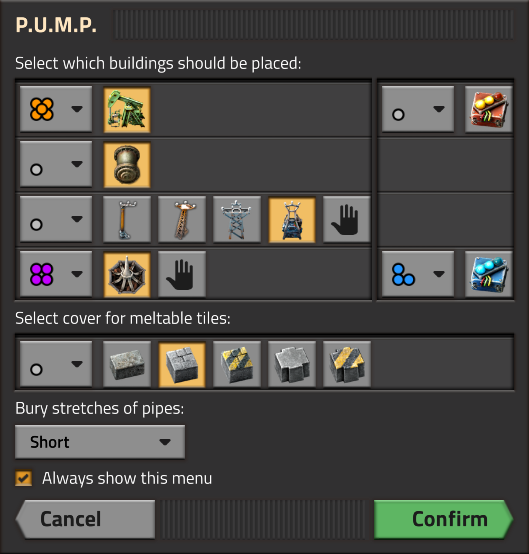 P.U.M.P.
Select which buildings should be placed:
Select cover for meltable tiles:
Bury stretches of pipes:
Short
Always show this menu
Cancel
Confirm